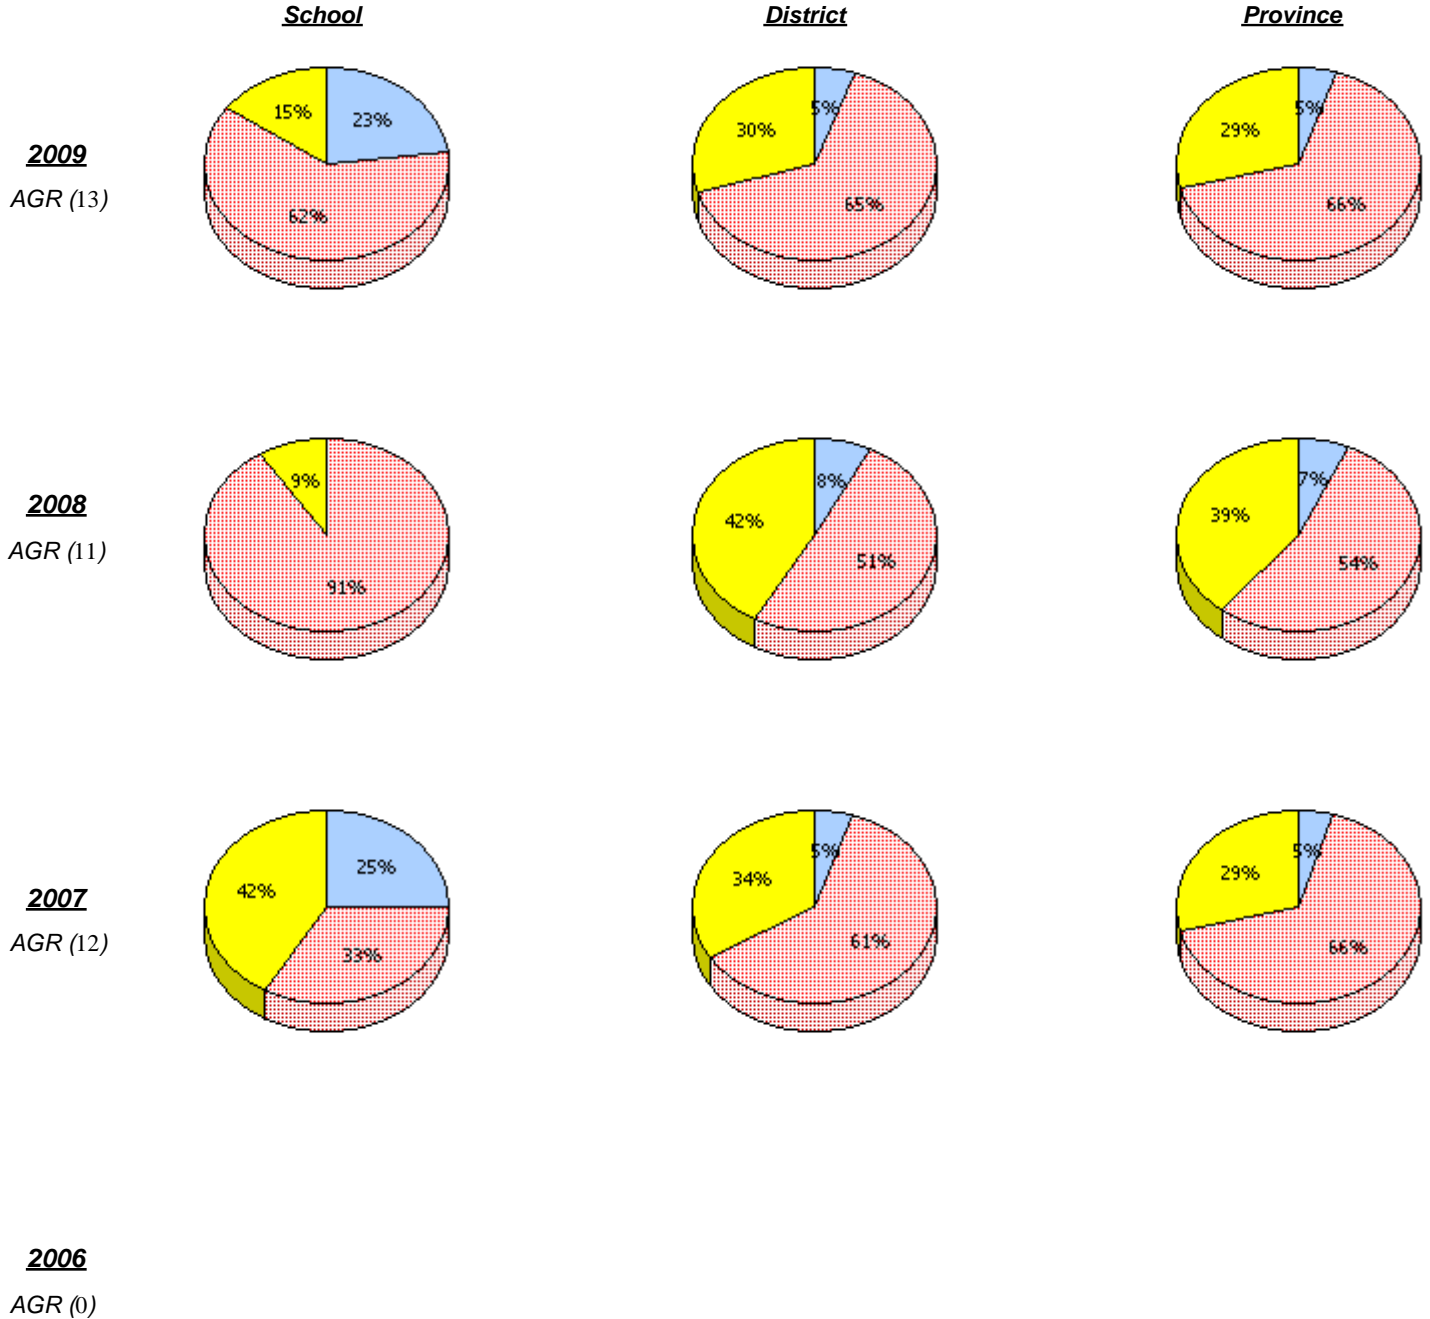 School District Province
15% 23% 30% 5% 29% 5%
2009
AGR (13)
62% 65% 66%
9% 8% 7%
2008
42% 39%
AGR (11)
91% 51% 54%
42% 25% 34% 5% 29% 5%
2007
AGR (12)
33% 61% 66%
2006
AGR (0)